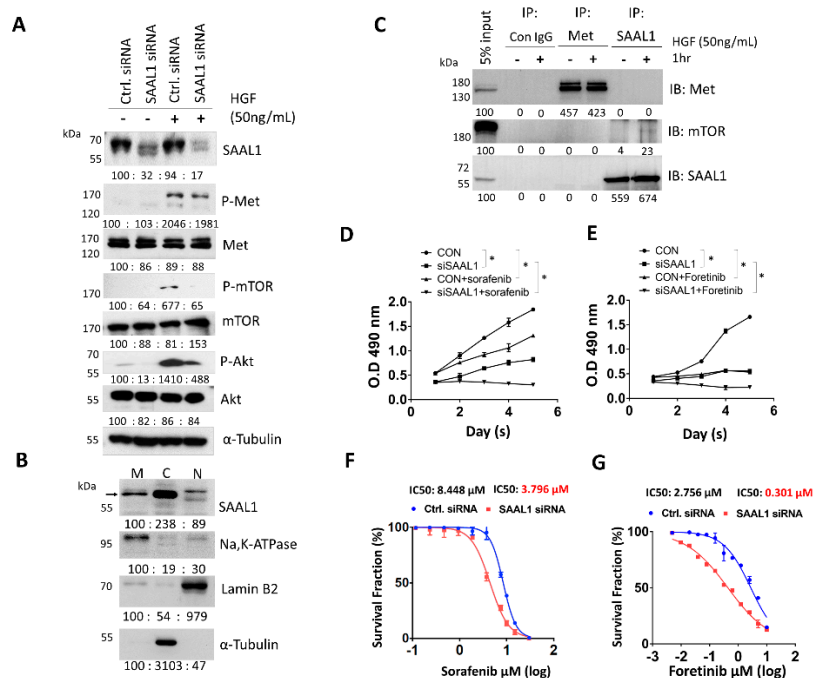 A
Ctrl. siRNA
SAAL1 siRNA
Ctrl. siRNA
SAAL1 siRNA
HGF
- - + + (50ng/mL)
kDa
70
55
SAAL1
100 : 32 : 94 : 17
170
120
P-Met
100 : 103 : 2046 : 1981
170
120
Met
100 : 86 : 89 : 88
170
P-mTOR
100 : 64 : 677 : 65
170
mTOR
100 : 88 : 81 : 153
70
55
P-Akt
100 : 13 : 1410 : 488
55
Akt
100 : 82 : 86 : 84
55
α-Tubulin
B
M C N
kDa
55
SAAL1
100 : 238 : 89
95
Na,K-ATPase
100 : 19 : 30
70
Lamin B2
100 : 54 : 979
55
α-Tubulin
100 : 3103 : 47
C
5% input
IP: IP: IP:
Con IgG Met SAAL1
HGF (50ng/mL)
- + - + - + 1hr
kDa
180
130
IB: Met
100 0 0 457 423 0 0
180
IB: mTOR
100 0 0 0 0 4 23
72
55
IB: SAAL1
100 0 0 0 0 559 674
D
CON
siSAAL1
CON+sorafenib
siSAAL1+sorafenib
*
*
*
O.D 490 nm
2.0
1.5
1.0
0.5
0.0
0 2 4 6
Day (s)
E
CON
siSAAL1
CON+Foretinib
siSAAL1+Foretinib
*
*
*
O.D 490 nm
2.0
1.5
1.0
0.5
0.0
0 2 4 6
Day (s)
F
IC50: 8.448 μM IC50: 3.796 μM
Ctrl. siRNA SAAL1 siRNA
Survival Fraction (%)
100
50
0
-1 0 1 2
Sorafenib μM (log)
G
IC50: 2.756 μM IC50: 0.301 μM
Ctrl. siRNA SAAL1 siRNA
Survival Fraction (%)
100
50
0
-3 -2 -1 0 1 2
Foretinib μM (log)